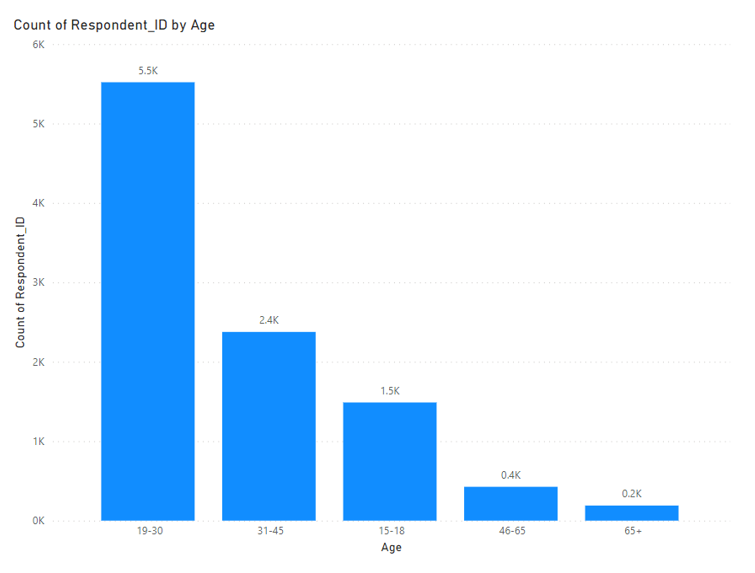 Count of Respondent_ID by Age
6K
5K
4K
3K
2K
1K
0K
Count of Respondent_ID
5.5K
2.4K
1.5K
0.4K
0.2K
19-30
31-45
15-18
46-65
65+
Age